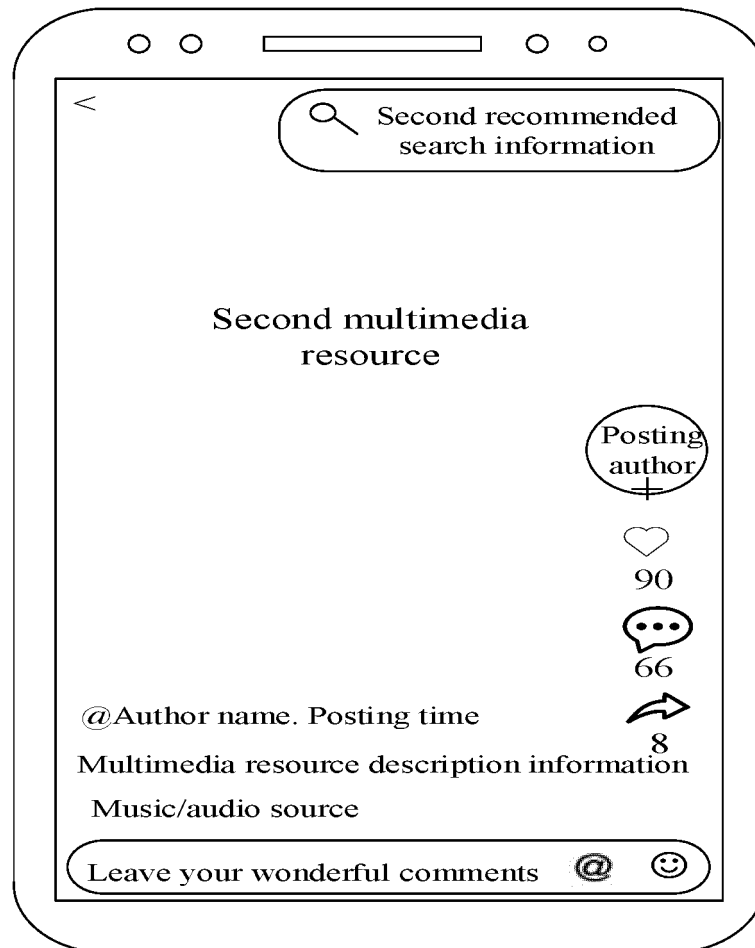 <
Second recommended
search information
Second multimedia
resource
Posting
author
90
66
@Author name. Posting time
8
Multimedia resource description information
Music/audio source
Leave your wonderful comments @